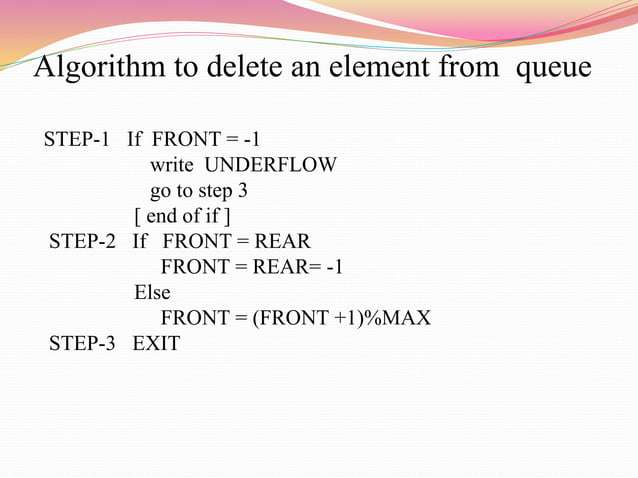 Algorithm to delete an element from queue
STEP-1 If FRONT = -1
write UNDERFLOW
go to step 3
[ end of if ]
STEP-2 If FRONT = REAR
FRONT = REAR= -1
Else
FRONT = (FRONT +1)%MAX
STEP-3 EXIT